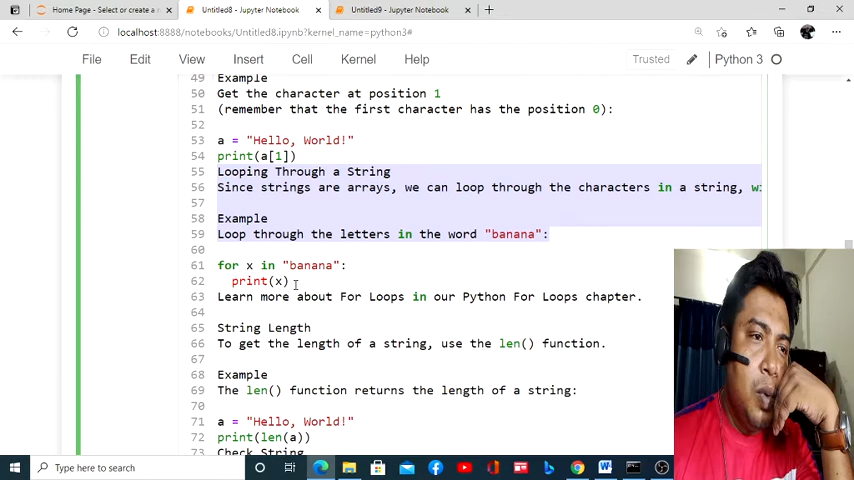 Home Page - Select or create a n
Untitled8 - Jupyter Notebook
Untitled9 - Jupyter Notebook
localhost:8888/notebooks/Untitled8.ipynb?kernel_name=python3#
File Edit View Insert Cell Kernel Help
Trusted
Python 3
49 Example
50 Get the character at position 1
51 (remember that the first character has the position 0):
52
53 a = "Hello, World!"
54 print(a[1])
55 Looping Through a String
56 Since strings are arrays, we can loop through the characters in a string, wi
57
58 Example
59 Loop through the letters in the word "banana":
60
61 for x in "banana":
62 print(x)
63 Learn more about For Loops in our Python For Loops chapter.
64
65 String Length
66 To get the length of a string, use the len() function.
67
68 Example
69 The len() function returns the length of a string:
70
71 a = "Hello, World!"
72 print(len(a))
73 Check String
Type here to search